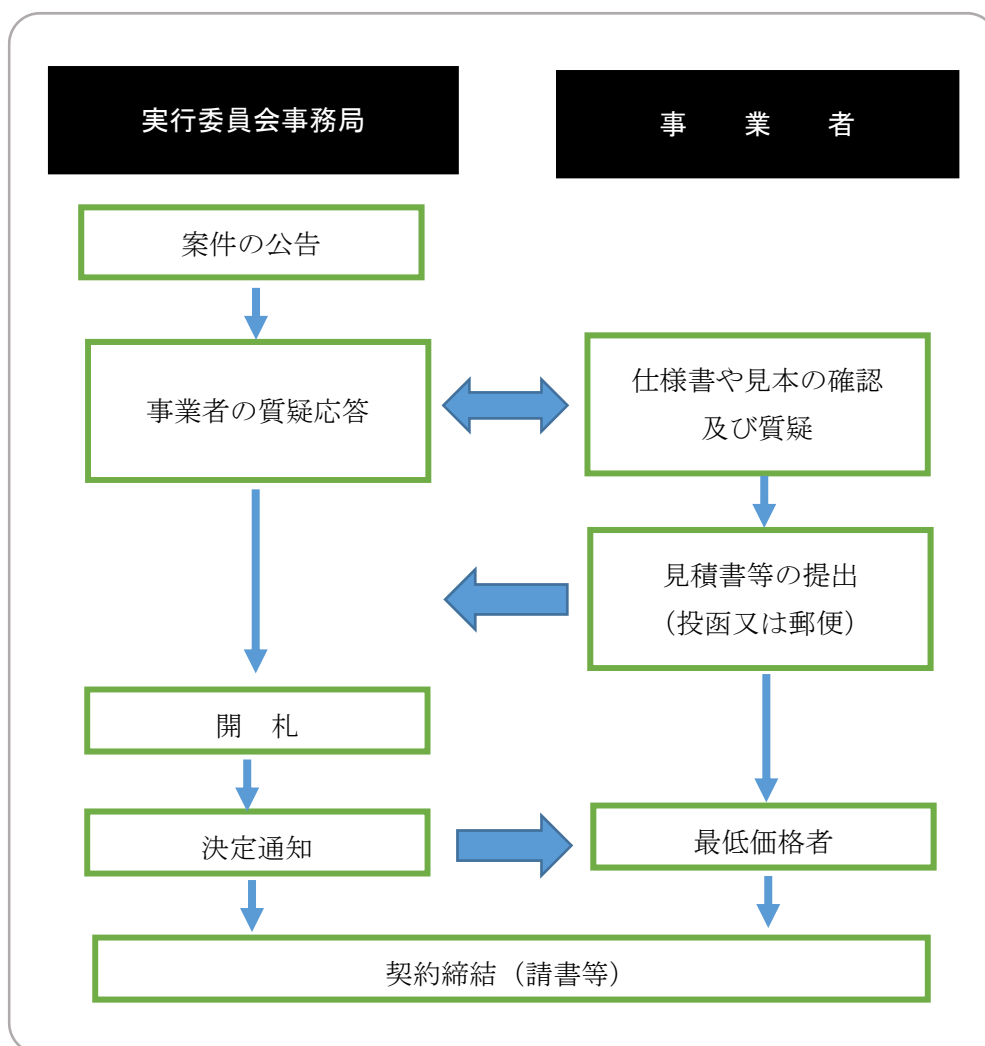 実行委員会事務局
事　業　者
案件の公告
事業者の質疑応答
仕様書や見本の確認
及び質疑
見積書等の提出
（投函又は郵便）
開　札
決定通知
最低価格者
契約締結（請書等）